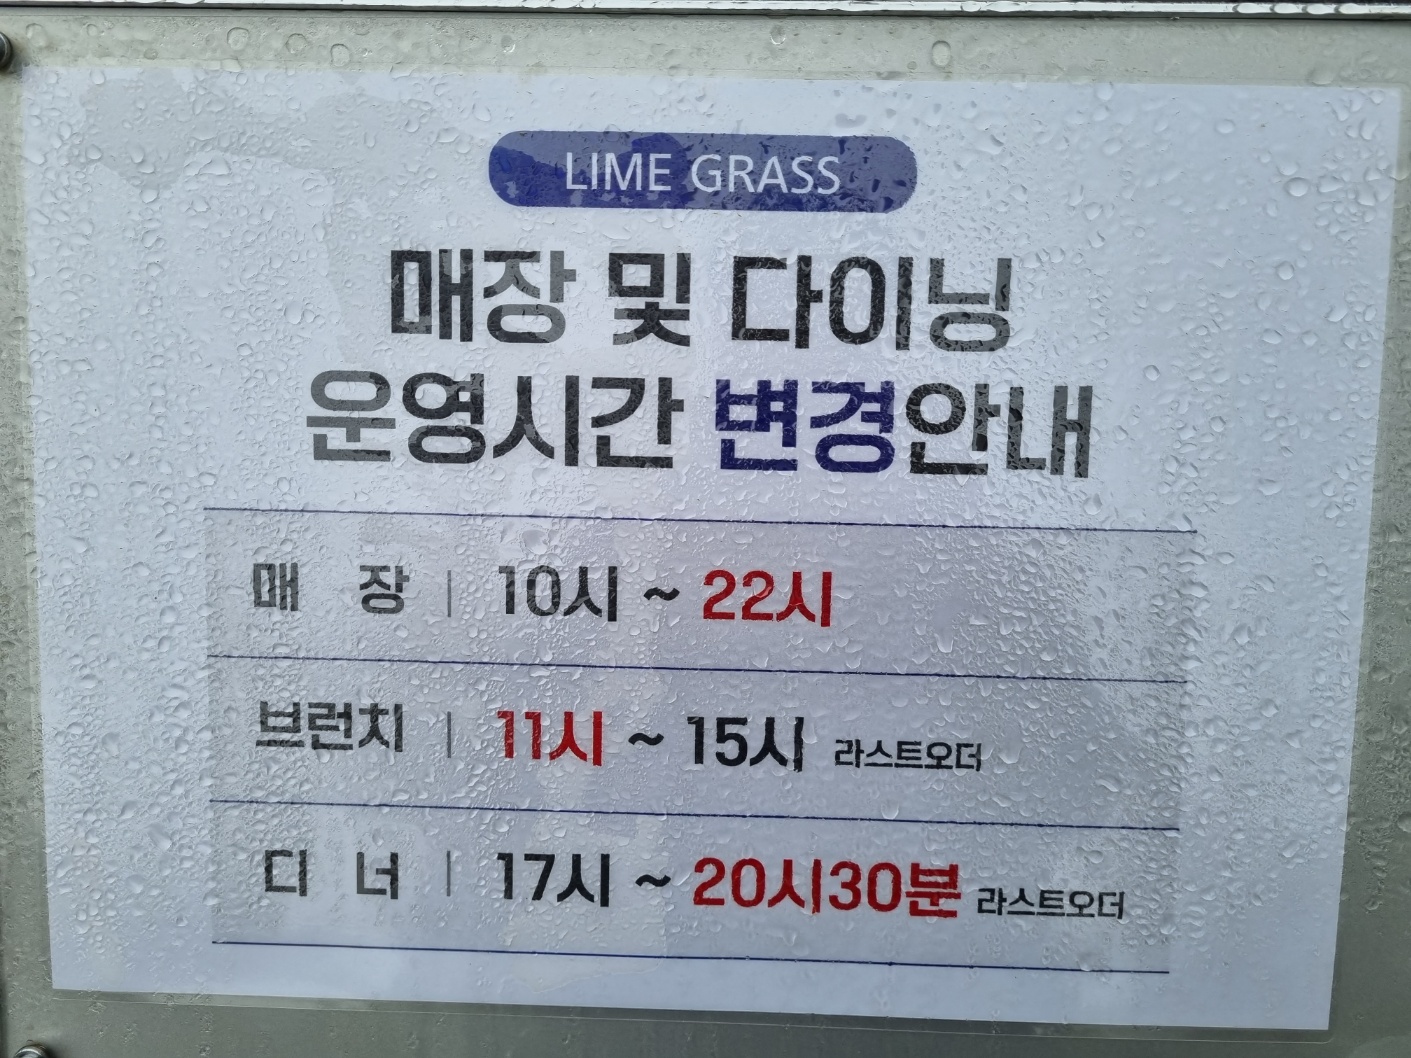 LIME GRASS
매장 및 다이닝
운영시간 변경안내
매 장 | 10시 ~ 22시
브런치 | 11시 ~ 15시 라스트오더
디 너 | 17시 ~ 20시30분 라스트오더